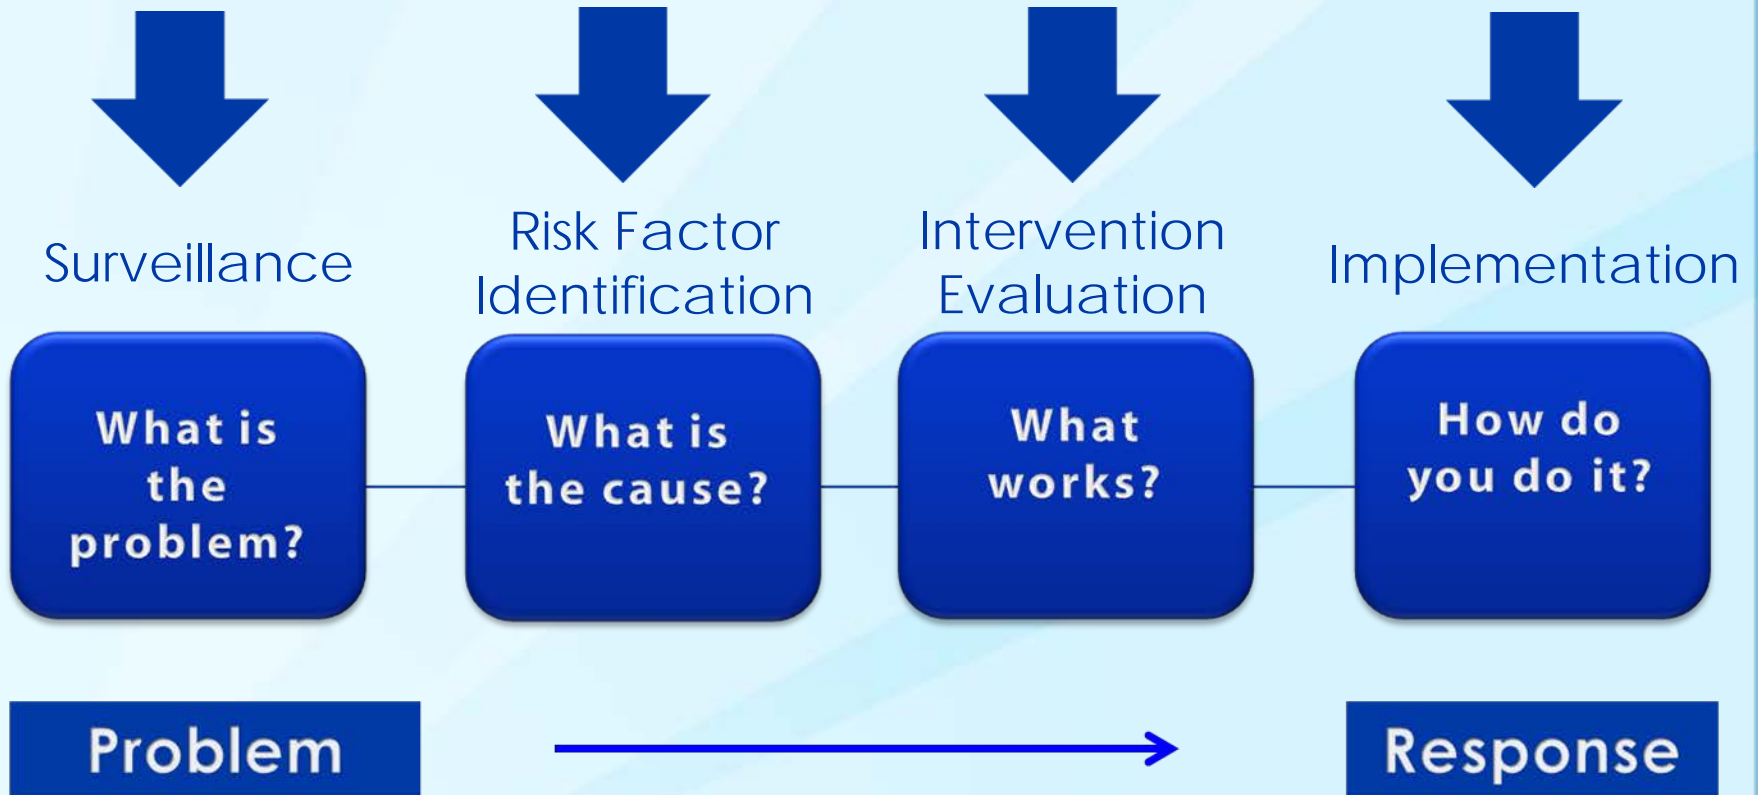 Surveillance
Risk Factor
Identification
Intervention
Evaluation
Implementation
What is
the
problem?
What is
the cause?
What
works?
How do
you do it?
Problem
Response